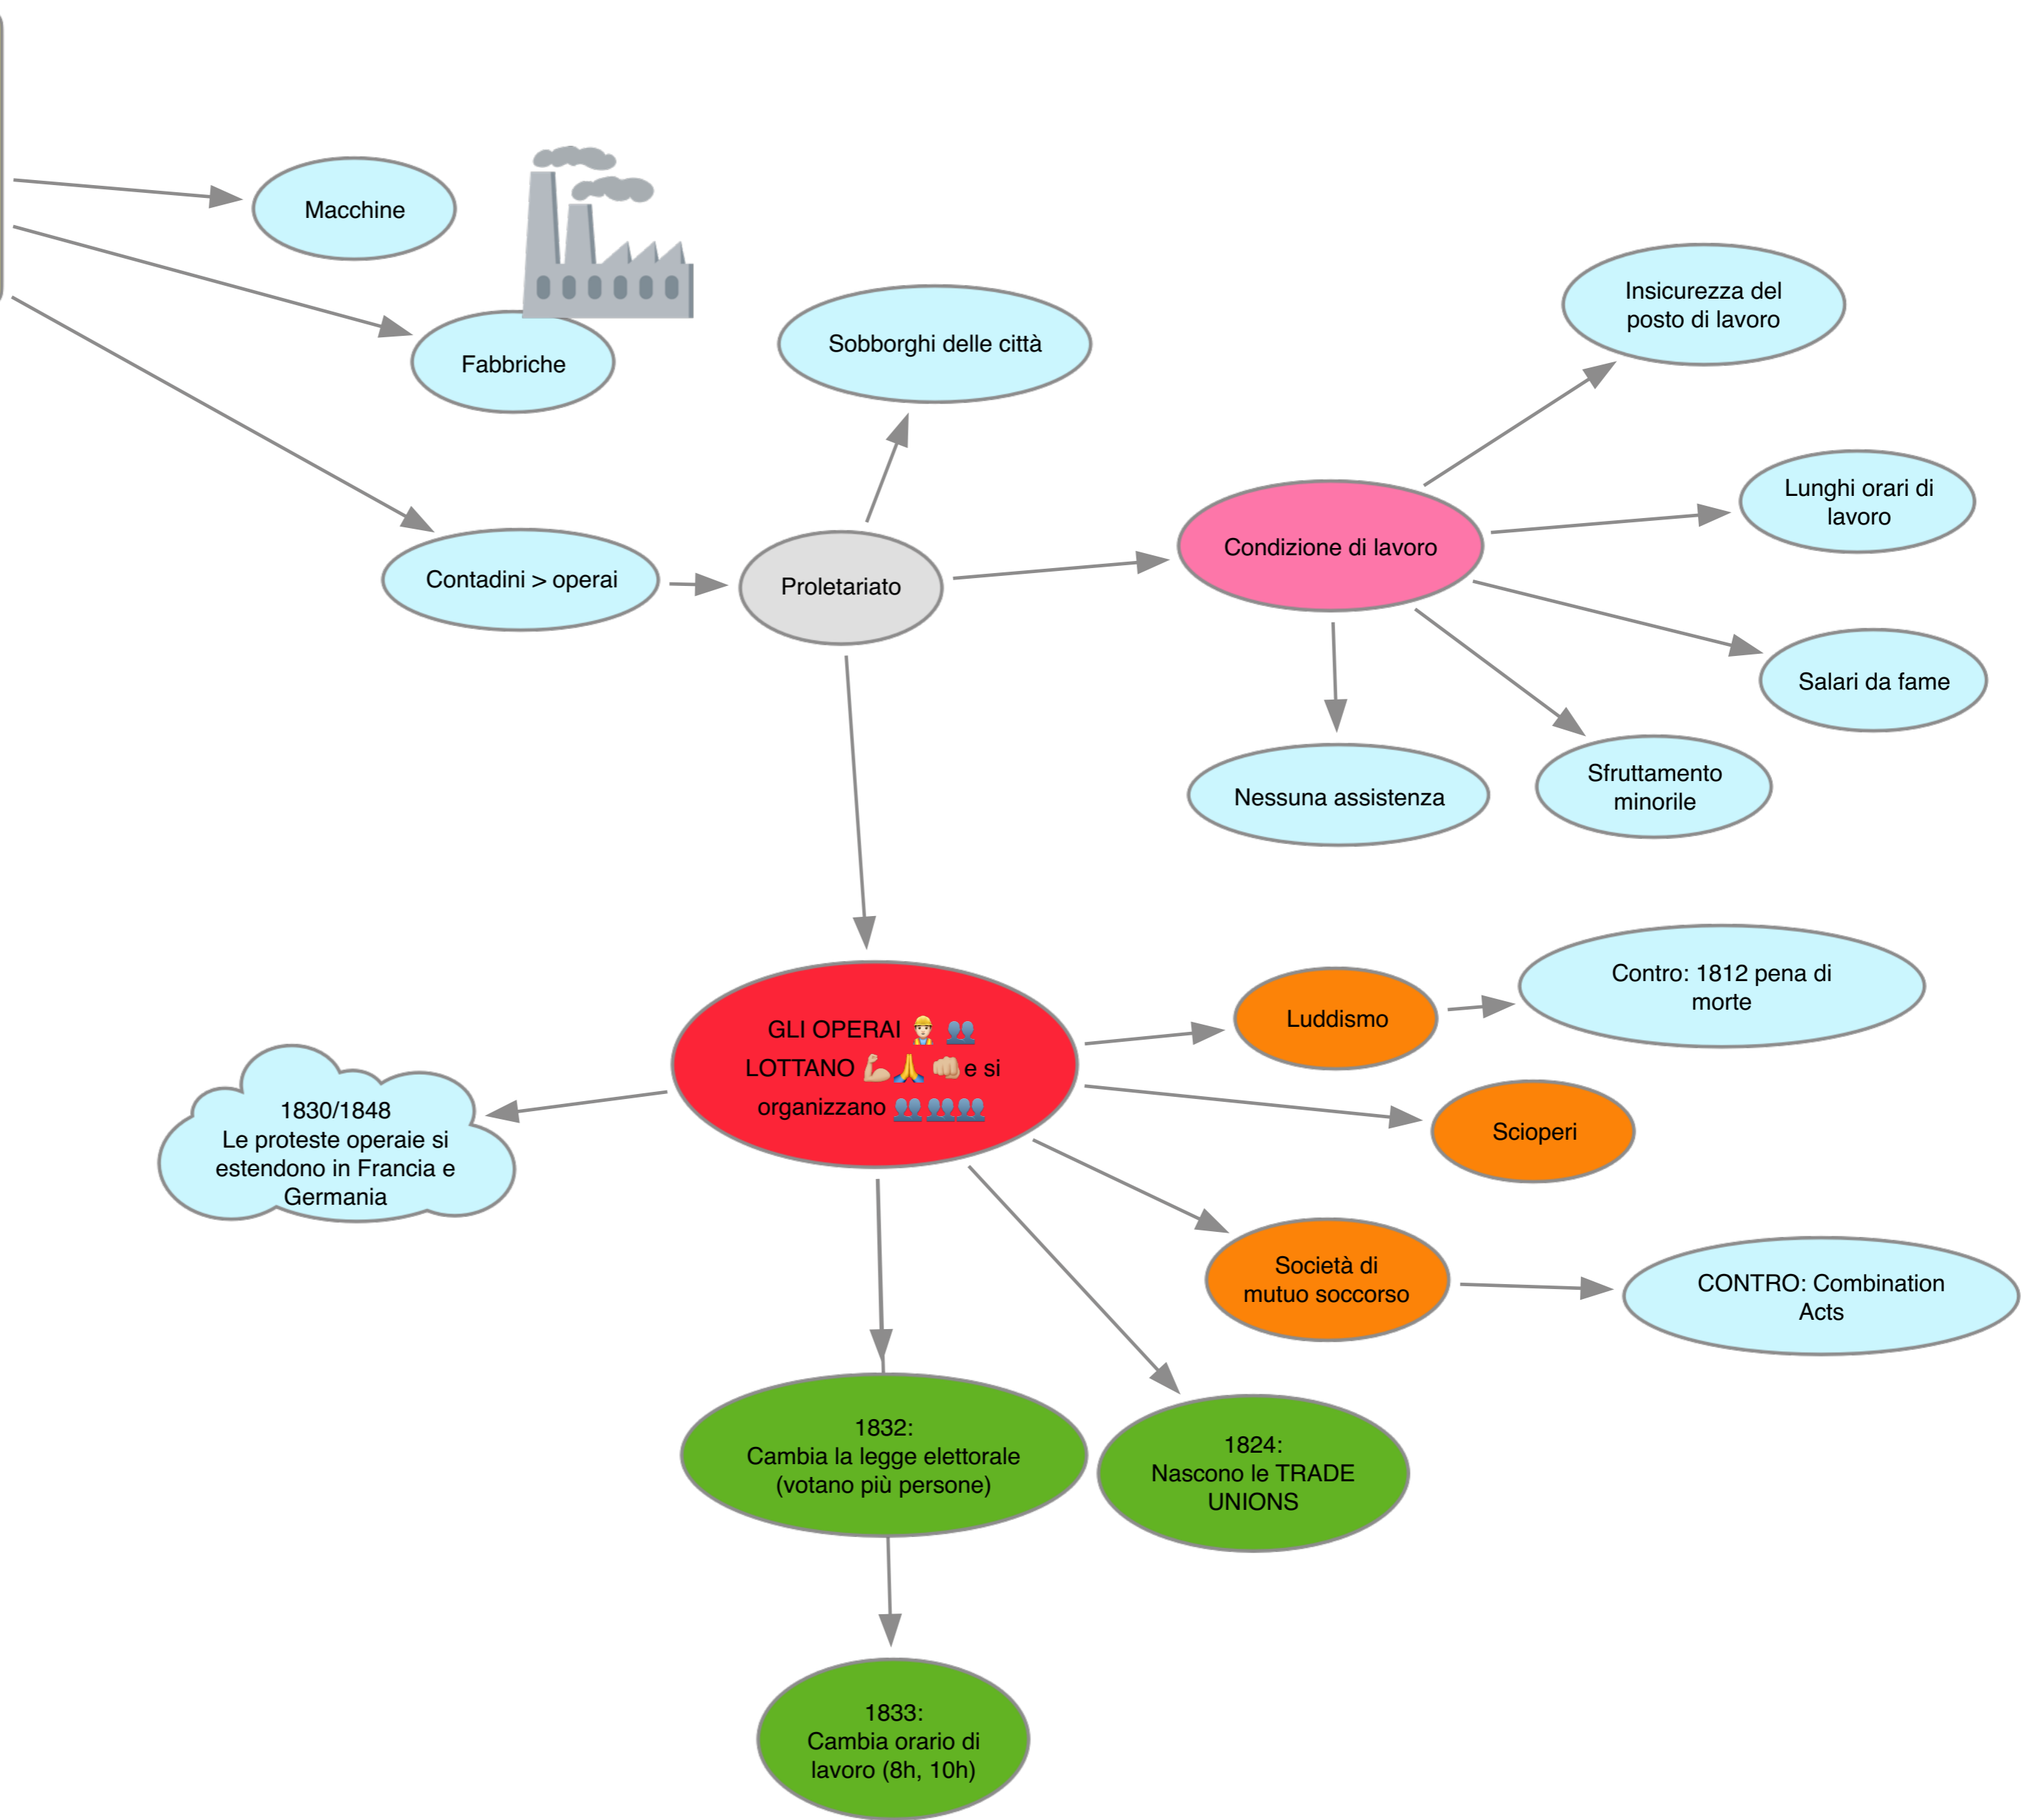 Macchine
Fabbriche
Sobborghi delle città
Insicurezza del
posto di lavoro
Lunghi orari di
lavoro
Condizione di lavoro
Contadini > operai
Proletariato
Salari da fame
Sfruttamento
minorile
Nessuna assistenza
GLI OPERAI 👷🏻 👥
LOTTANO 💪🏼🙏 👊🏼e si
organizzano 👥👥👥
Luddismo
Contro: 1812 pena di
morte
Scioperi
1830/1848
Le proteste operaie si
estendono in Francia e
Germania
Società di
mutuo soccorso
CONTRO: Combination
Acts
1832:
Cambia la legge elettorale
(votano più persone)
1824:
Nascono le TRADE
UNIONS
1833:
Cambia orario di
lavoro (8h, 10h)